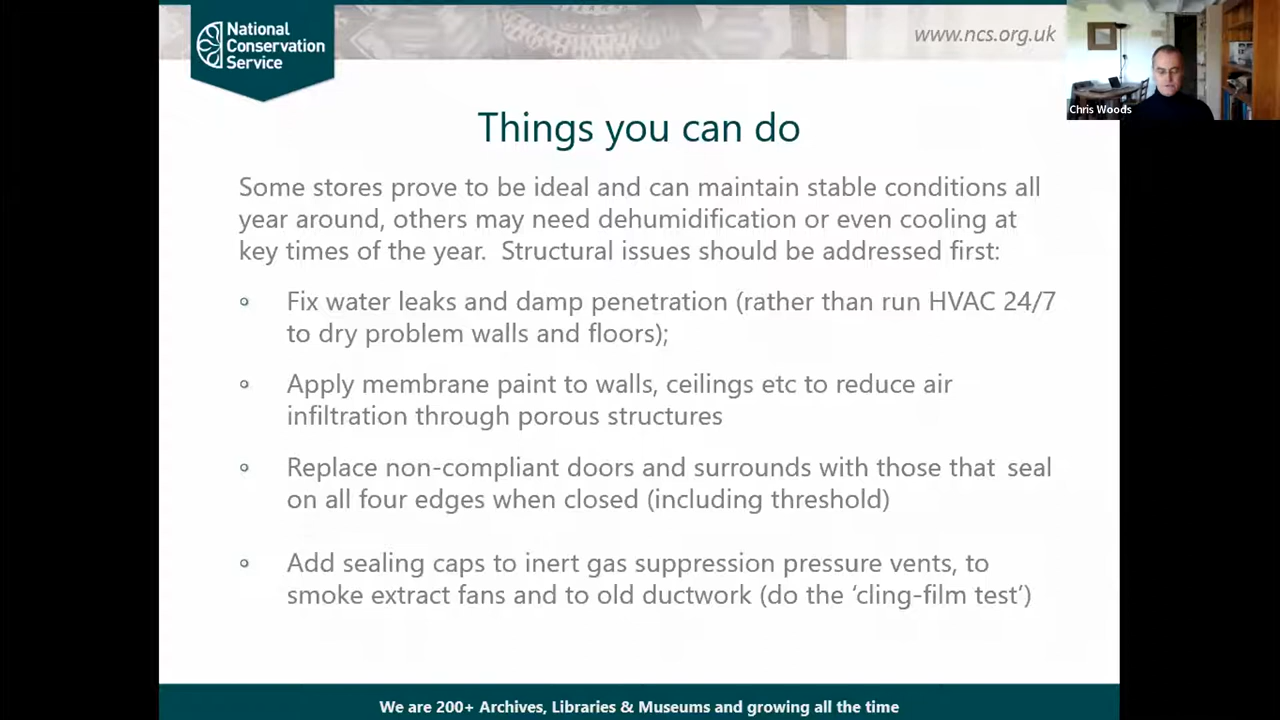 National
Conservation
Service
www.ncs.org.uk
Chris Woods
Things you can do
Some stores prove to be ideal and can maintain stable conditions all
year around, others may need dehumidification or even cooling at
key times of the year. Structural issues should be addressed first:
Fix water leaks and damp penetration (rather than run HVAC 24/7
to dry problem walls and floors);
Apply membrane paint to walls, ceilings etc to reduce air
infiltration through porous structures
Replace non-compliant doors and surrounds with those that seal
on all four edges when closed (including threshold)
Add sealing caps to inert gas suppression pressure vents, to
smoke extract fans and to old ductwork (do the ‘cling-film test’)
We are 200+ Archives, Libraries & Museums and growing all the time